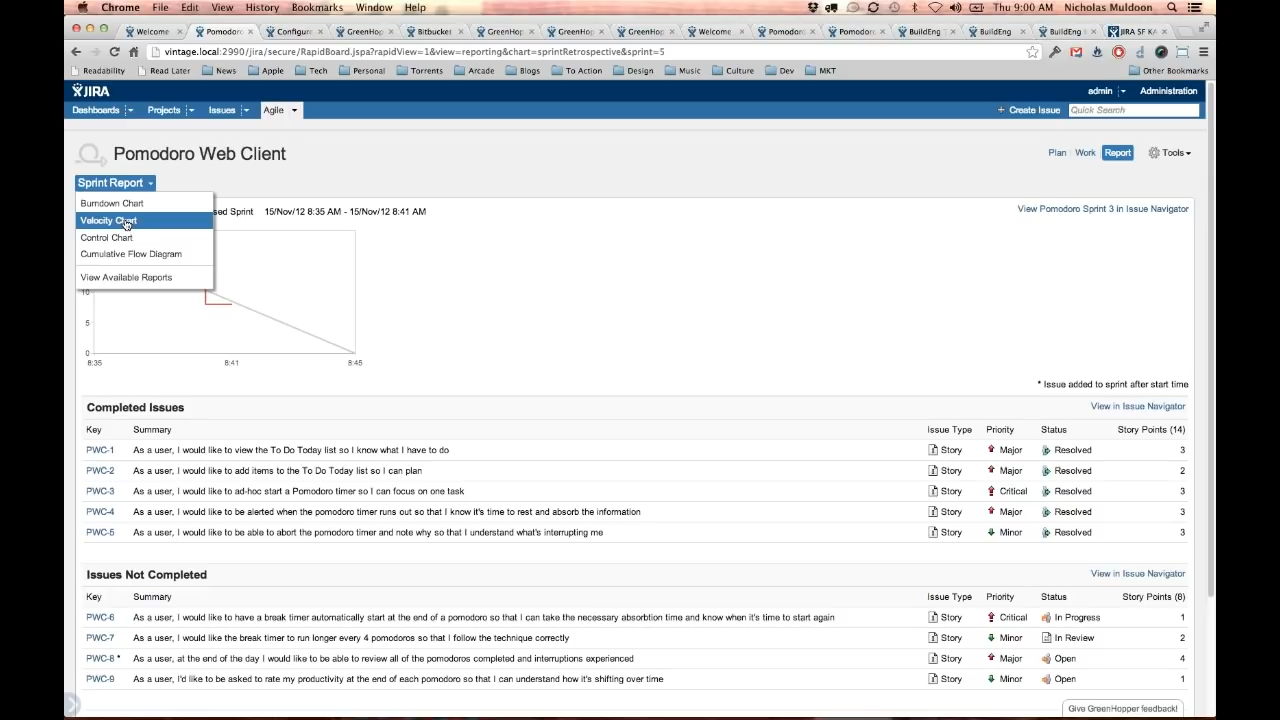 Chrome File Edit View History Bookmarks Window Help Thu 9:00 AM Nicholas Muldoon
Welcome Pomodoro Configure GreenHop Bitbucket GreenHop GreenHop GreenHop Welcome Pomodoro Pomodoro BuildEng BuildEng BuildEng JIRA SF KA
vintage.local:2990/jira/secure/RapidBoard.jspa?rapidView=1&view=reporting&chart=sprintRetrospective&sprint=5
Readability Read Later News Apple Tech Personal Torrents Arcade Blogs To Action Design Music Culture Dev MKT Other Bookmarks
JIRA admin Administration
Dashboards Projects Issues Agile + Create Issue Quick Search
Pomodoro Web Client Plan Work Report Tools
Sprint Report
Burndown Chart
Velocity Chart
Control Chart
Cumulative Flow Diagram
View Available Reports
sed Sprint 15/Nov/12 8:35 AM - 15/Nov/12 8:41 AM View Pomodoro Sprint 3 in Issue Navigator
10
5
0
8:35 8:41 8:45
* Issue added to sprint after start time
Completed Issues View in Issue Navigator
Key Summary Issue Type Priority Status Story Points (14)
PWC-1 As a user, I would like to view the To Do Today list so I know what I have to do Story Major Resolved 3
PWC-2 As a user, I would like to add items to the To Do Today list so I can plan Story Major Resolved 2
PWC-3 As a user, I would like to ad-hoc start a Pomodoro timer so I can focus on one task Story Critical Resolved 3
PWC-4 As a user, I would like to be alerted when the pomodoro timer runs out so that I know it's time to rest and absorb the information Story Major Resolved 3
PWC-5 As a user, I would like to be able to abort the pomodoro timer and note why so that I understand what's interrupting me Story Minor Resolved 3
Issues Not Completed View in Issue Navigator
Key Summary Issue Type Priority Status Story Points (8)
PWC-6 As a user, I would like to have a break timer automatically start at the end of a pomodoro so that I can take the necessary absorbtion time and know when it's time to start again Story Critical In Progress 1
PWC-7 As a user, I would like the break timer to run longer every 4 pomodoros so that I follow the technique correctly Story Minor In Review 2
PWC-8 * As a user, at the end of the day I would like to be able to review all of the pomodoros completed and interruptions experienced Story Major Open 4
PWC-9 As a user, I'd like to be asked to rate my productivity at the end of each pomodoro so that I can understand how it's shifting over time Story Minor Open 1
Give GreenHopper feedback!